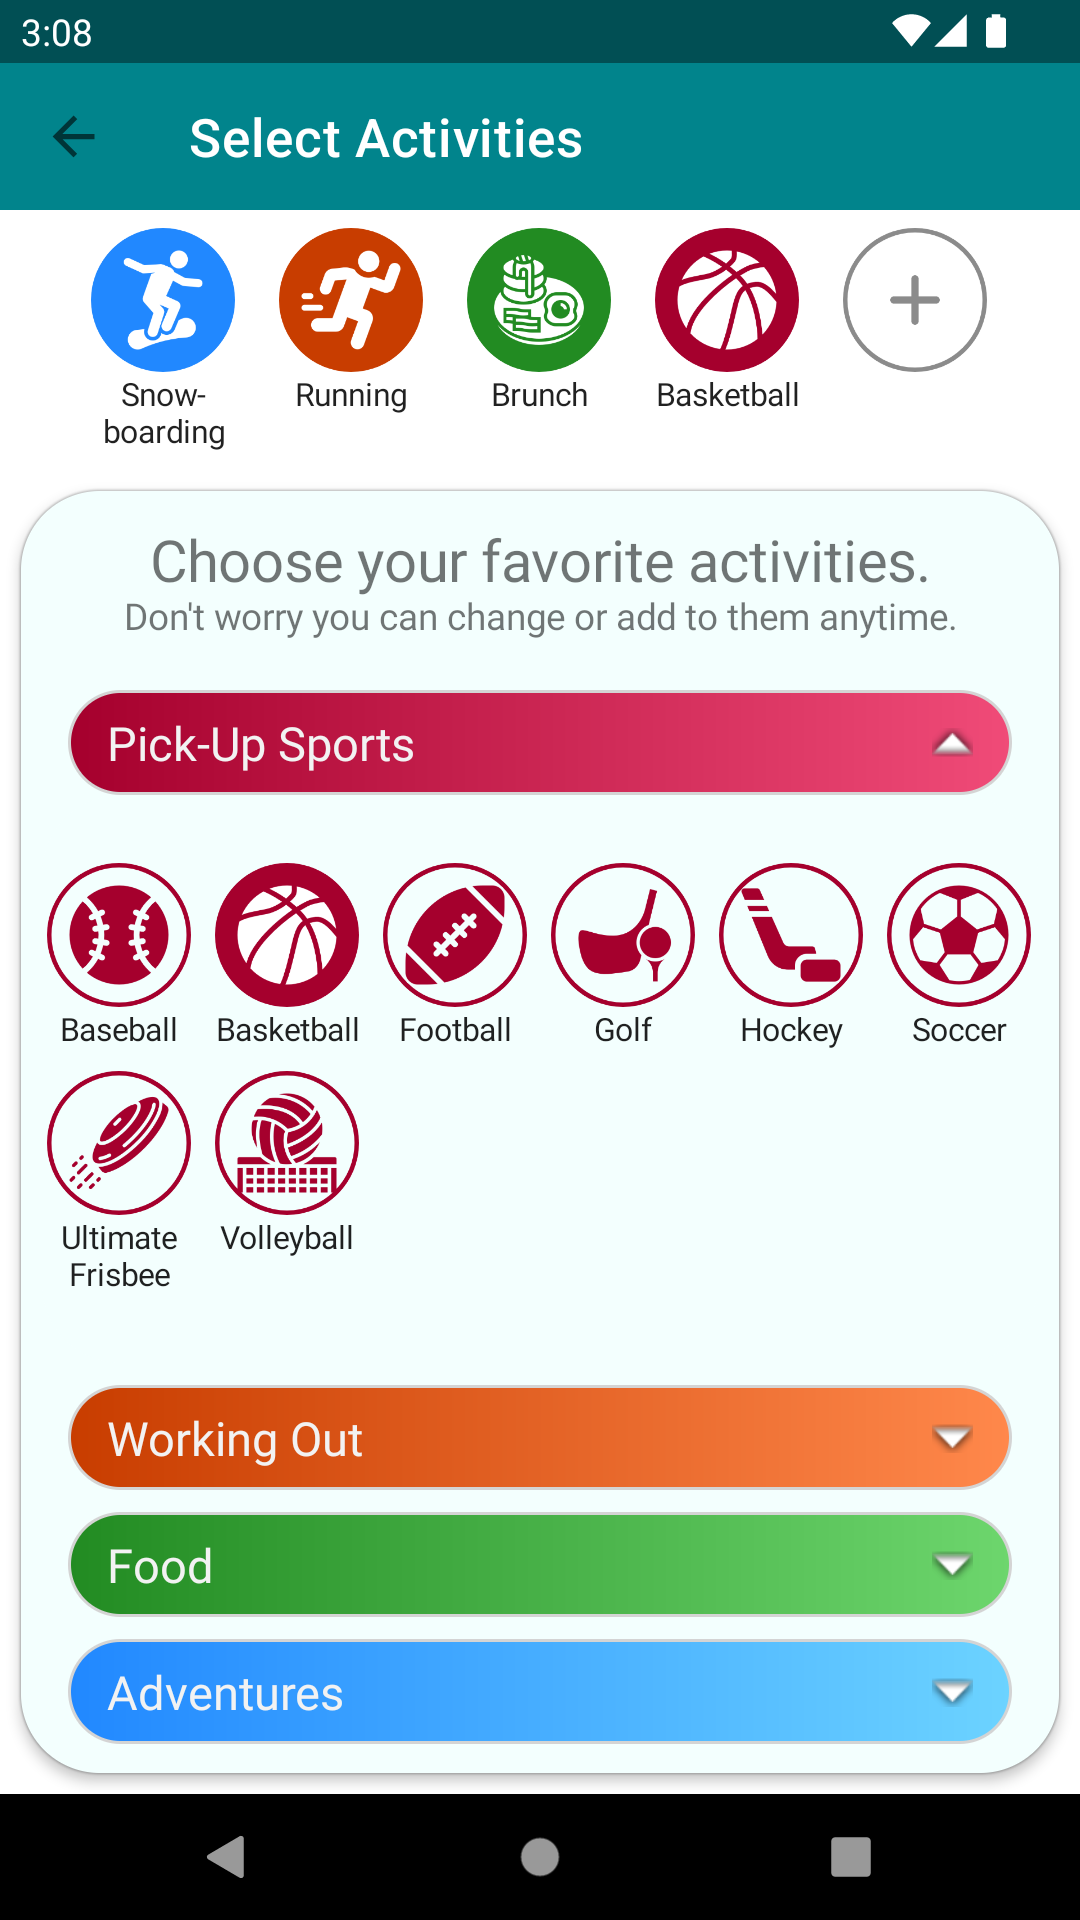 3:08
Select Activities
Snow-
boarding
Running
Brunch
Basketball
Choose your favorite activities.
Don't worry you can change or add to them anytime.
Pick-Up Sports
Baseball
Basketball
Football
Golf
Hockey
Soccer
Ultimate
Frisbee
Volleyball
Working Out
Food
Adventures